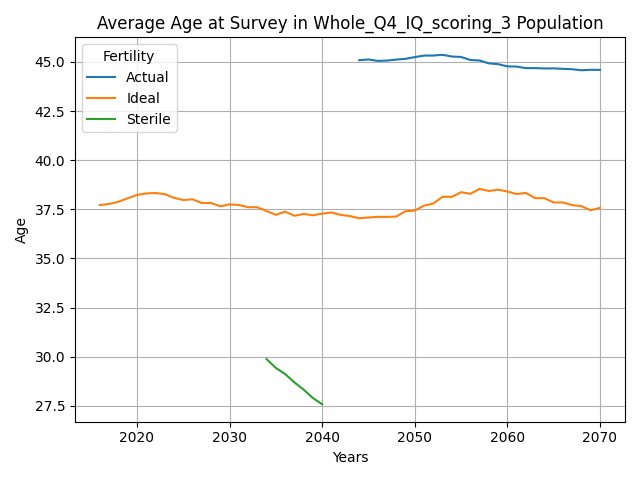 Average Age at Survey in Whole_Q4_IQ_scoring_3 Population
Fertility
Actual
Ideal
Sterile
Age
45.0
42.5
40.0
37.5
35.0
32.5
30.0
27.5
2020 2030 2040 2050 2060 2070
Years